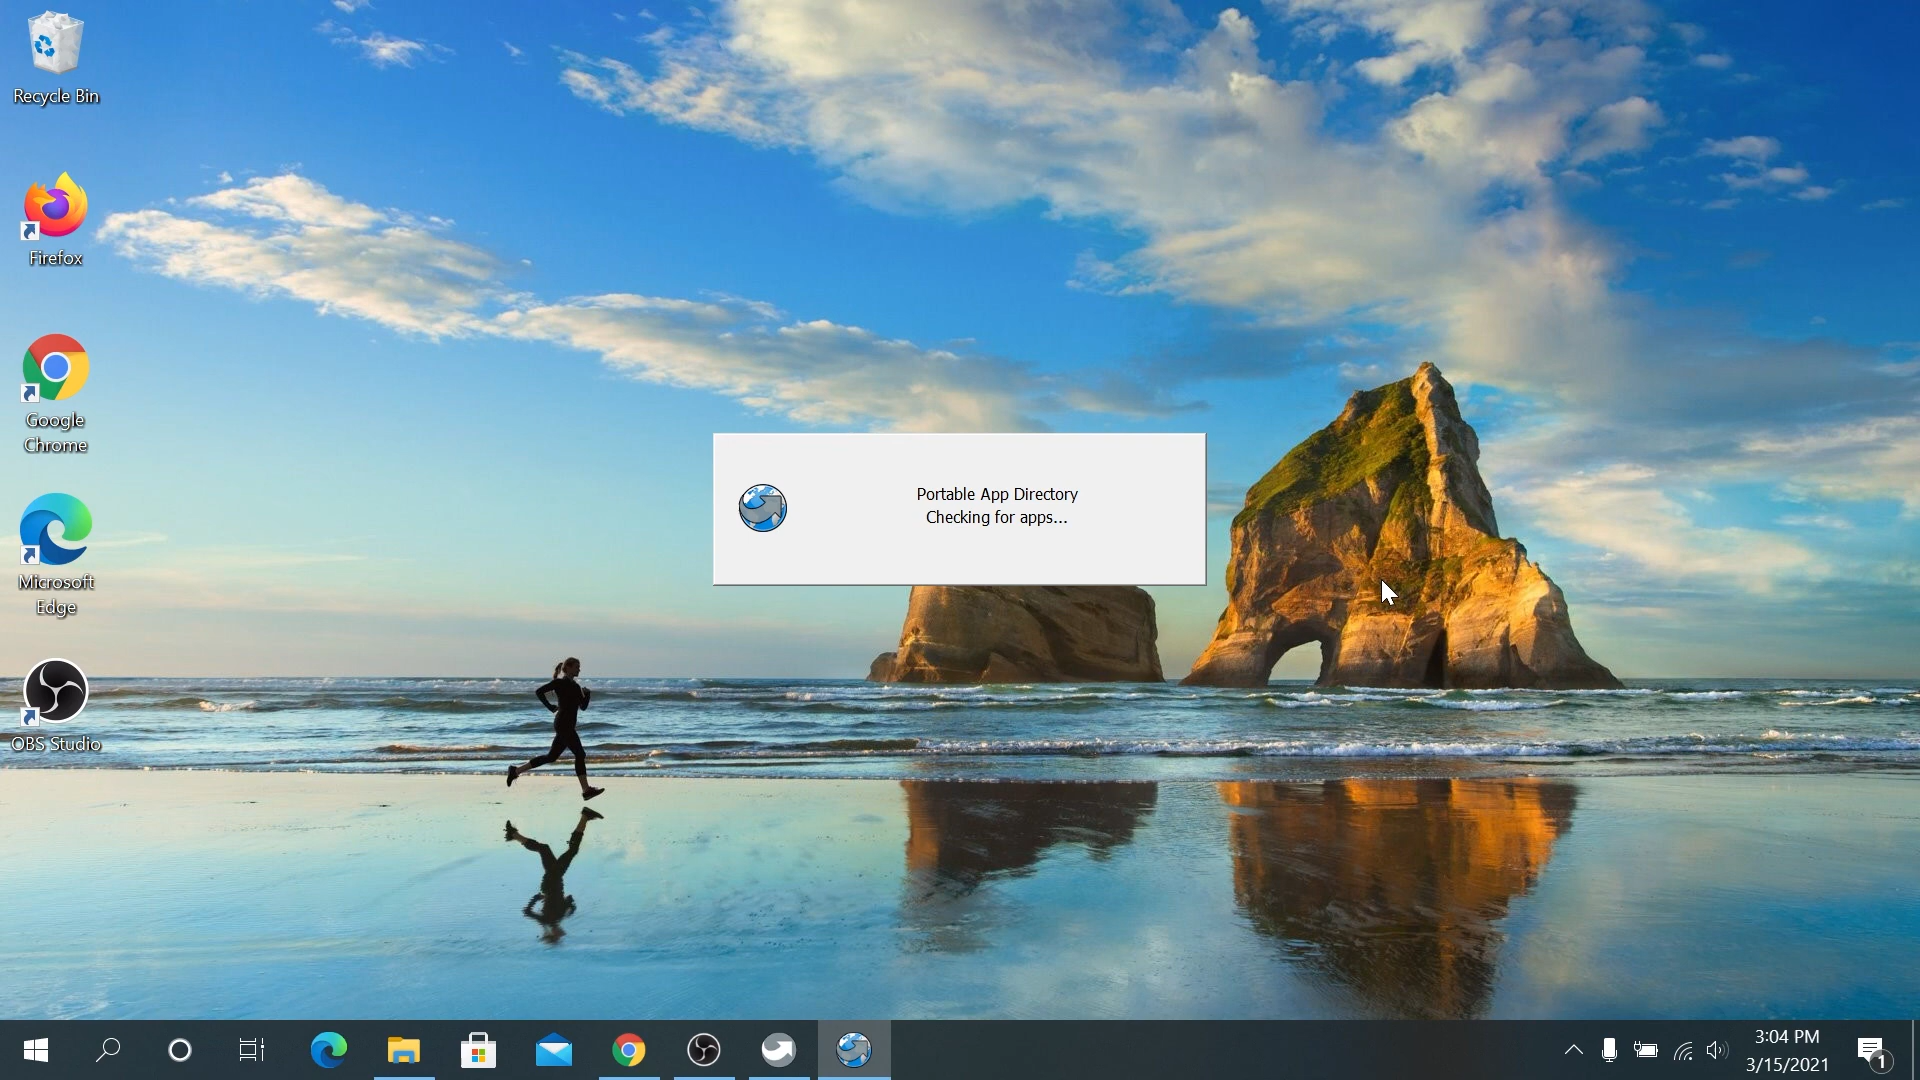 Recycle Bin
Firefox
Google
Chrome
Microsoft
Edge
OBS Studio
Portable App Directory
Checking for apps...
3:04 PM
3/15/2021
1